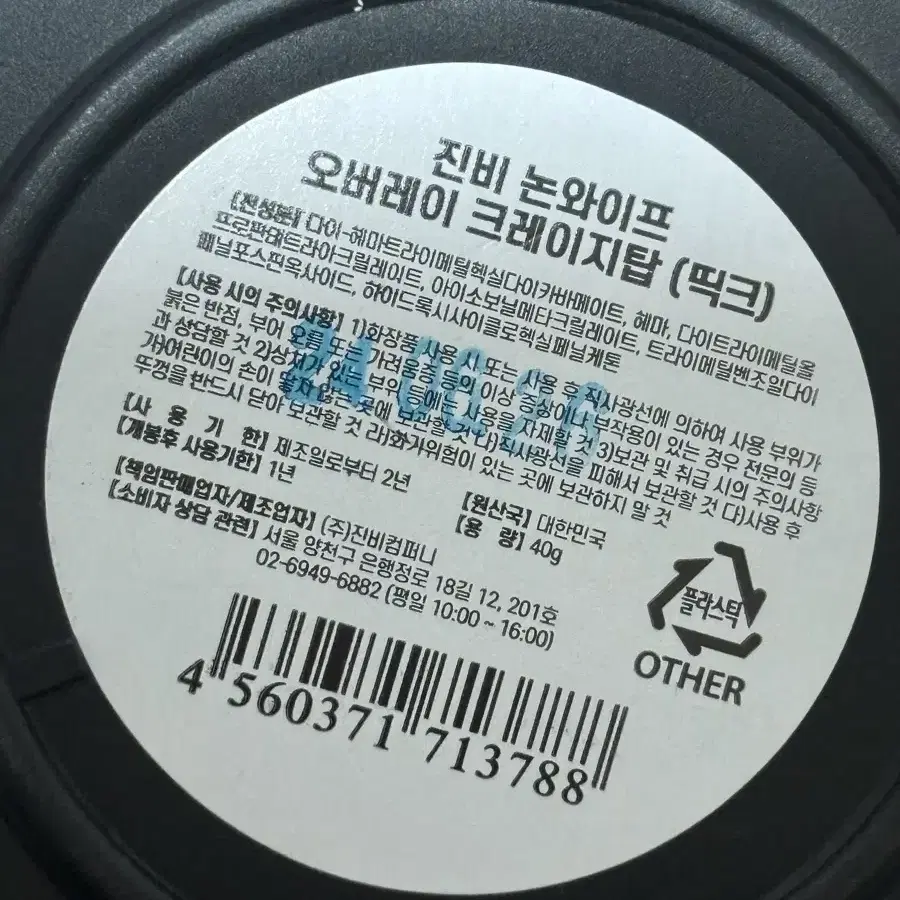 진비 논와이프
오버레이 크레이지탑 (띡크)
[전성분] 다이-헤마트라이메틸헥실다이카바메이트, 헤마, 다이트라이메틸올
프로판테트라아크릴레이트, 아이소보닐메타크릴레이트, 트라이메틸벤조일다이
페닐포스핀옥사이드, 하이드록시사이클로헥실페닐케톤
[사용 시의 주의사항] 1)화장품 사용 시 또는 사용 후 직사광선에 의하여 사용 부위가
붉은 반점, 부어 오름 또는 가려움증 등의 이상 증상이나 부작용이 있는 경우 전문의 등
과 상담할 것 2)상처가 있는 부위 등에는 사용을 자제할 것 3)보관 및 취급 시의 주의사항
가)어린이의 손이 닿지 않는 곳에 보관할 것 다)직사광선을 피해서 보관할 것 다)사용 후
뚜껑을 반드시 닫아 보관할 것 라)화기위험이 있는 곳에 보관하지 말 것
24 08 26
[사 용 기 한] 제조일로부터 2년
[원산국] 대한민국
[개봉후 사용기한] 1년
[용 량] 40g
[책임판매업자/제조업자] (주)진비컴퍼니
[소비자 상담 관련] 서울 양천구 은행정로 18길 12, 201호
02-6949-6882 (평일 10:00 ~ 16:00)
플라스틱
OTHER
4 560371 713788